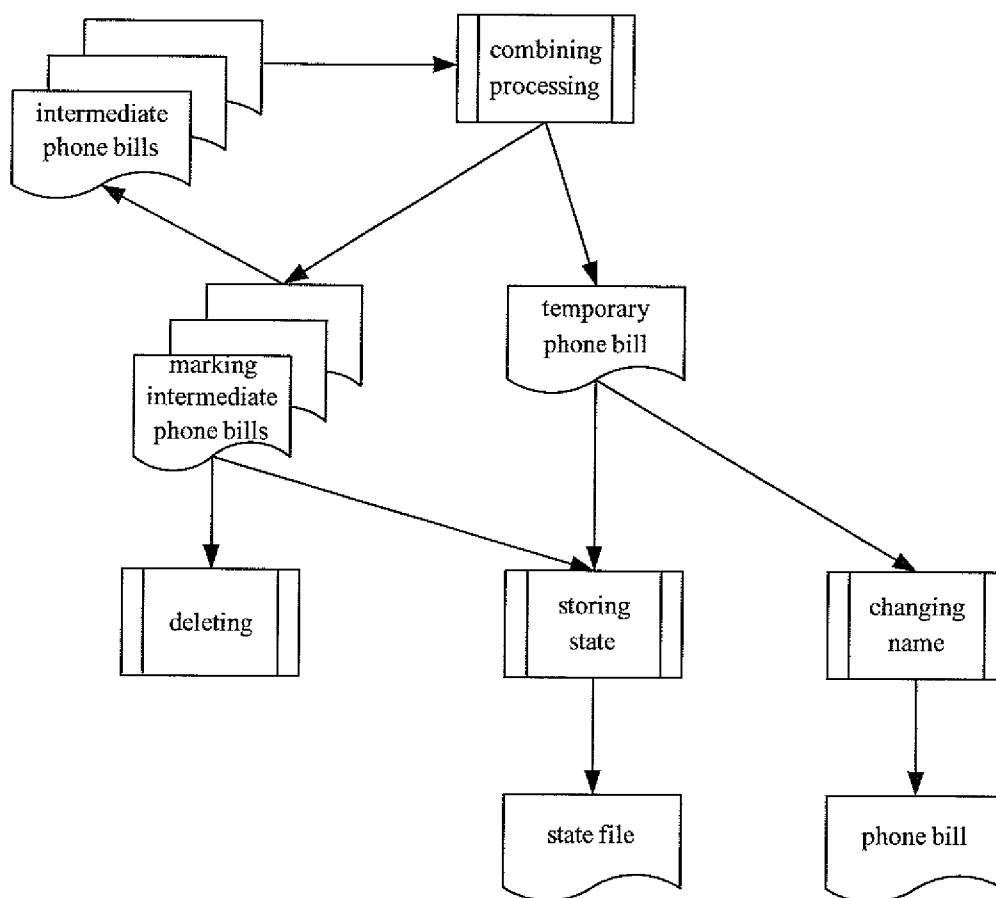 combining
processing
intermediate
phone bills
temporary
phone bill
marking
intermediate
phone bills
deleting
storing
state
changing
name
state file
phone bill